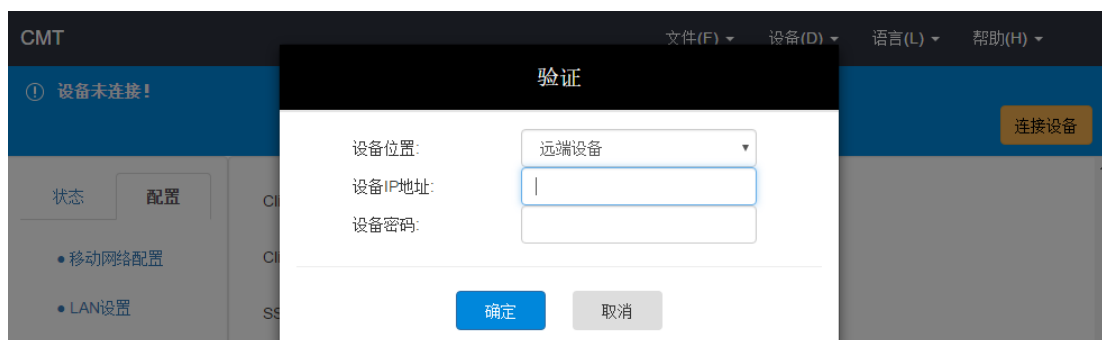 CMT 文件(F) 设备(D) 语言(L) 帮助(H)
验证
设备未连接!
连接设备
设备位置: 远端设备
设备IP地址:
设备密码:
状态 配置
• 移动网络配置
• LAN设置
确定 取消